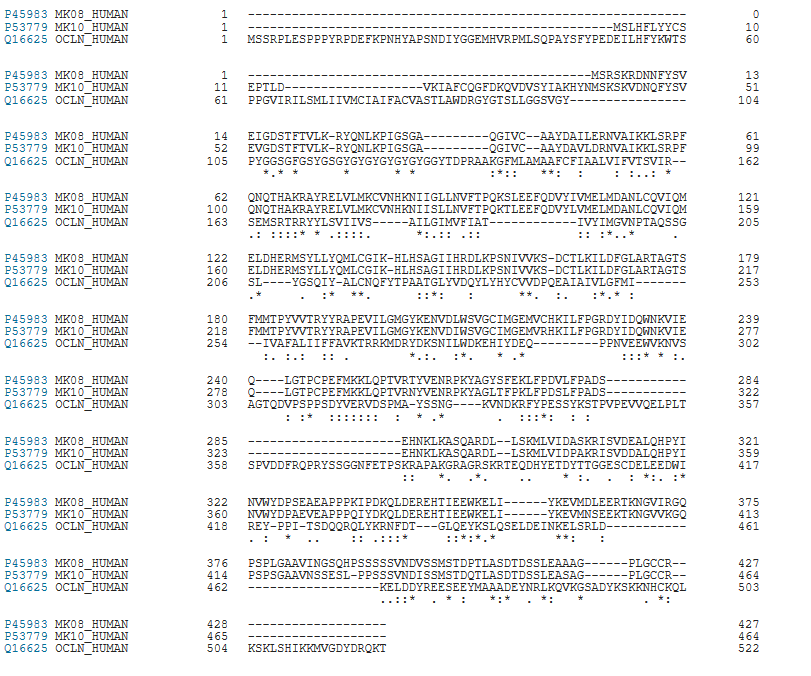 P45983 MK08_HUMAN 1 ------------------------------------------------------------ 0
P53779 MK10_HUMAN 1 --------------------------------------------------MSLHFLYYCS 10
Q16625 OCLN_HUMAN 1 MSSRPLESPPPYRPDEFKPNHYAPSNDIYGGEMHVRPMLSQPAYSFYPEDEILHFYKWTS 60
P45983 MK08_HUMAN 1 -----------------------------------------------MSRSKRDNNFYSV 13
P53779 MK10_HUMAN 11 EPTLD-------------------VKIAFCQGFDKQVDVSYIAKHYNMSKSKVDNQFYSV 51
Q16625 OCLN_HUMAN 61 PPGVIRILSMLIIVMCIAIFACVASTLAWDRGYGTSLLGGSVGY---------------- 104
P45983 MK08_HUMAN 14 EIGDSTFTVLK-RYQNLKPIGSGA---------QGIVC--AAYDAILERNVAIKKLSRPF 61
P53779 MK10_HUMAN 52 EVGDSTFTVLK-RYQNLKPIGSGA---------QGIVC--AAYDAVLDRNVAIKKLSRPF 99
Q16625 OCLN_HUMAN 105 PYGGSGFGSYGSGYGYGYGYGYGYGGYTDPRAAKGFMLAMAAFCFIAALVIFVTSVIR-- 162
*.* * * * * :*:: **: : :..: *
P45983 MK08_HUMAN 62 QNQTHAKRAYRELVLMKCVNHKNIIGLLNVFTPQKSLEEFQDVYIVMELMDANLCQVIQM 121
P53779 MK10_HUMAN 100 QNQTHAKRAYRELVLMKCVNHKNIISLLNVFTPQKTLEEFQDVYLVMELMDANLCQVIQM 159
Q16625 OCLN_HUMAN 163 SEMSRTRRYYLSVIIVS-----AILGIMVFIAT-------------IVYIMGVNPTAQSSG 205
.: :::* * .::::. *:.:: .:: :: :*..* .
P45983 MK08_HUMAN 122 ELDHERMSYLLYQMLCGIK-HLHSAGIIHRDLKPSNIVVKS-DCTLKILDFGLARTAGTS 179
P53779 MK10_HUMAN 160 ELDHERMSYLLYQMLCGIK-HLHSAGIIHRDLKPSNIVVKS-DCTLKILDFGLARTAGTS 217
Q16625 OCLN_HUMAN 206 SL----YGSQIY-ALCNQFYTPAATGLYVDQYLYHYCVVDPQEAIAIVLGFMI------- 253
.* . :* **. ::*: : **. :. :*.* :
P45983 MK08_HUMAN 180 FMMTPYVVTRYYRAPEVILGMGYKENVDLWSVGCIMGEMVCHKILFPGRDYIDQWNKVIE 239
P53779 MK10_HUMAN 218 FMMTPYVVTRYYRAPEVILGMGYKENVDIWSVGCIMGEMVRHKILFPGRDYIDQWNKVIE 277
Q16625 OCLN_HUMAN 254 --IVAFALIIFFAVKTRRKMDRYDKSNILWDKEHIYDEQ---------PPNVEEWVKNVS 302
:. :. :: : *.: :* * .* :::* * :.
P45983 MK08_HUMAN 240 Q----LGTPCPEFMKKLQPTVRTYVENRPKYAGYSFEKLFPDVLFPADS----------- 284
P53779 MK10_HUMAN 278 Q----LGTPCPEFMKKLQPTVRNYVENRPKYAGLTFPKLFPDSLFPADS----------- 322
Q16625 OCLN_HUMAN 303 AGTQDVPSPPSDYVERVDSPMA-YSSNG----KVNDKRFYPESSYKSTPVPEVVQELPLT 357
: :* .:::::::.: * .* . ::*: : .
P45983 MK08_HUMAN 285 ---------------------EHNKLKASQARDL--LSKMLVIDASKRISVDEALQHPYI 321
P53779 MK10_HUMAN 323 ---------------------EHNKLKASQARDL--LSKMLVIDPAKRISVDDALQHPYI 359
Q16625 OCLN_HUMAN 358 SPVDDFRQPRYSSGGNFETPSKRAPAKGRAGRSKRTEQDHYETDYTTGGESCDELEEDWI 417
:: *. .*. . * :. . : *:. :*
P45983 MK08_HUMAN 322 NVWYDPSEAEAPPPKIPDKQLDEREHTIEEWKELI------YKEVMDLEERTKNGVIRGQ 375
P53779 MK10_HUMAN 360 NVWYDPAEVEAPPPQIYDKQLDEREHTIEEWKELI------YKEVMNSEEKTKNGVVKGQ 413
Q16625 OCLN_HUMAN 418 REY-PPI-TSDQQRQLYKRNFDT---GLQEYKSLQSELDEINKELSRLD----------- 461
. : * .. :: .:::* ::*:*.* **: :
P45983 MK08_HUMAN 376 PSPLGAAVINGSQHPSSSSSVNDVSSMSTDPTLASDTDSSLEAAAG------PLGCCR-- 427
P53779 MK10_HUMAN 414 PSPSGAAVNSSESL-PPSSSVNDISSMSTDQTLASDTDSSLEASAG------PLGCCR-- 464
Q16625 OCLN_HUMAN 462 ------------------KELDDYREESEEYMAAADEYNRLKQVKGSADYKSKKNHCKQL 503
..::* . * : *:* . *: * . *:
P45983 MK08_HUMAN 428 ------------------- 427
P53779 MK10_HUMAN 465 ------------------- 464
Q16625 OCLN_HUMAN 504 KSKLSHIKKMVGDYDRQKT 522